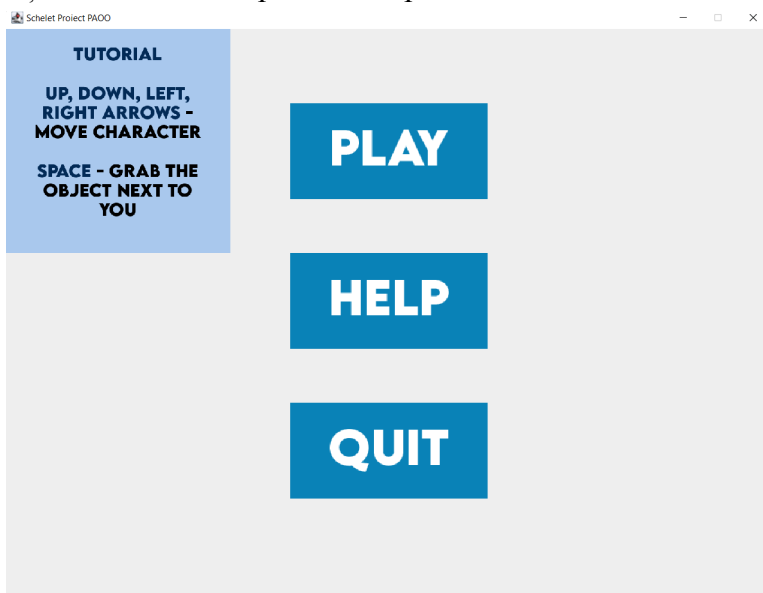 Schelet Proiect PAOO
TUTORIAL
UP, DOWN, LEFT,
RIGHT ARROWS -
MOVE CHARACTER
SPACE - GRAB THE
OBJECT NEXT TO
YOU
PLAY
HELP
QUIT